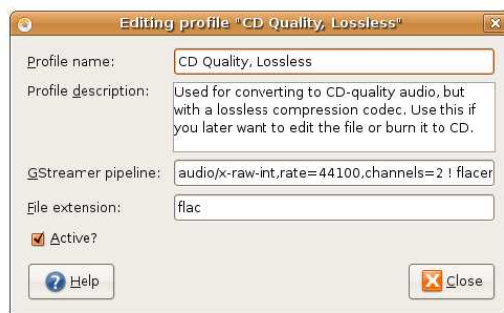 Editing profile "CD Quality, Lossless"
Profile name: CD Quality, Lossless
Profile description: Used for converting to CD-quality audio, but
with a lossless compression codec. Use this if
you later want to edit the file or burn it to CD.
GStreamer pipeline: audio/x-raw-int,rate=44100,channels=2 ! flacen
File extension: flac
Active?
Help Close